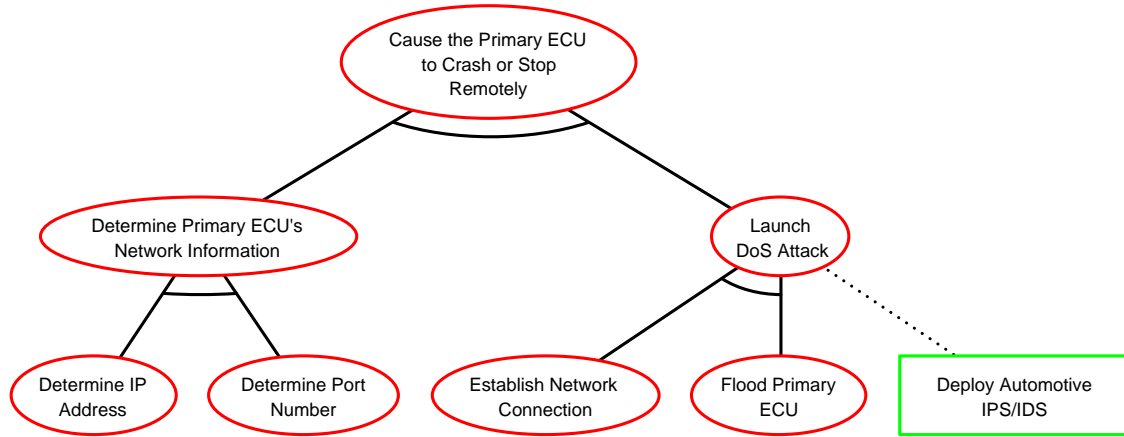 Cause the Primary ECU
to Crash or Stop
Remotely
Determine Primary ECU's
Network Information
Launch
DoS Attack
Determine IP
Address
Determine Port
Number
Establish Network
Connection
Flood Primary
ECU
Deploy Automotive
IPS/IDS